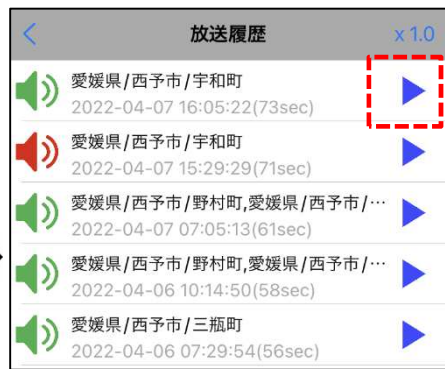 放送履歴 x 1.0
愛媛県/西予市/宇和町
2022-04-07 16:05:22(73sec)
愛媛県/西予市/宇和町
2022-04-07 15:29:29(71sec)
愛媛県/西予市/野村町,愛媛県/西予市/…
2022-04-07 07:05:13(61sec)
愛媛県/西予市/野村町,愛媛県/西予市/…
2022-04-06 10:14:50(58sec)
愛媛県/西予市/三瓶町
2022-04-06 07:29:54(56sec)